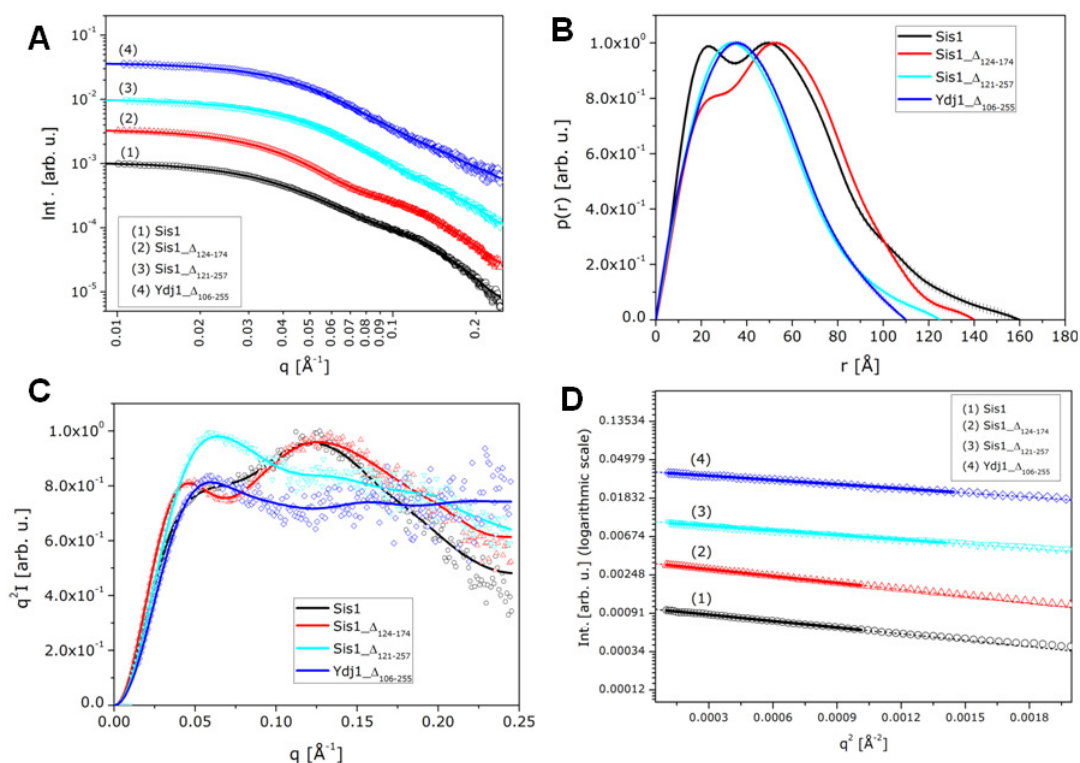 A
Int . [arb. u.]
10⁻¹
10⁻²
10⁻³
10⁻⁴
10⁻⁵
(4)
(3)
(2)
(1)
(1) Sis1
(2) Sis1_Δ₁₂₄₋₁₇₄
(3) Sis1_Δ₁₂₁₋₂₅₇
(4) Ydj1_Δ₁₀₆₋₂₅₅
0.01 0.02 0.03 0.04 0.05 0.06 0.07 0.08 0.09 0.1 0.2
q [Å⁻¹]
B
p(r) [arb. u.]
1.0x10⁰
8.0x10⁻¹
6.0x10⁻¹
4.0x10⁻¹
2.0x10⁻¹
0.0
Sis1
Sis1_Δ₁₂₄₋₁₇₄
Sis1_Δ₁₂₁₋₂₅₇
Ydj1_Δ₁₀₆₋₂₅₅
0 20 40 60 80 100 120 140 160 180
r [Å]
C
q²I [arb. u.]
1.0x10⁰
8.0x10⁻¹
6.0x10⁻¹
4.0x10⁻¹
2.0x10⁻¹
0.0
Sis1
Sis1_Δ₁₂₄₋₁₇₄
Sis1_Δ₁₂₁₋₂₅₇
Ydj1_Δ₁₀₆₋₂₅₅
0.00 0.05 0.10 0.15 0.20 0.25
q [Å⁻¹]
D
Int. [arb. u.] (logarithmic scale)
0.13534
0.04979
0.01832
0.00674
0.00248
0.00091
0.00034
0.00012
(1) Sis1
(2) Sis1_Δ₁₂₄₋₁₇₄
(3) Sis1_Δ₁₂₁₋₂₅₇
(4) Ydj1_Δ₁₀₆₋₂₅₅
(4)
(3)
(2)
(1)
0.0003 0.0006 0.0009 0.0012 0.0015 0.0018
q² [Å⁻²]